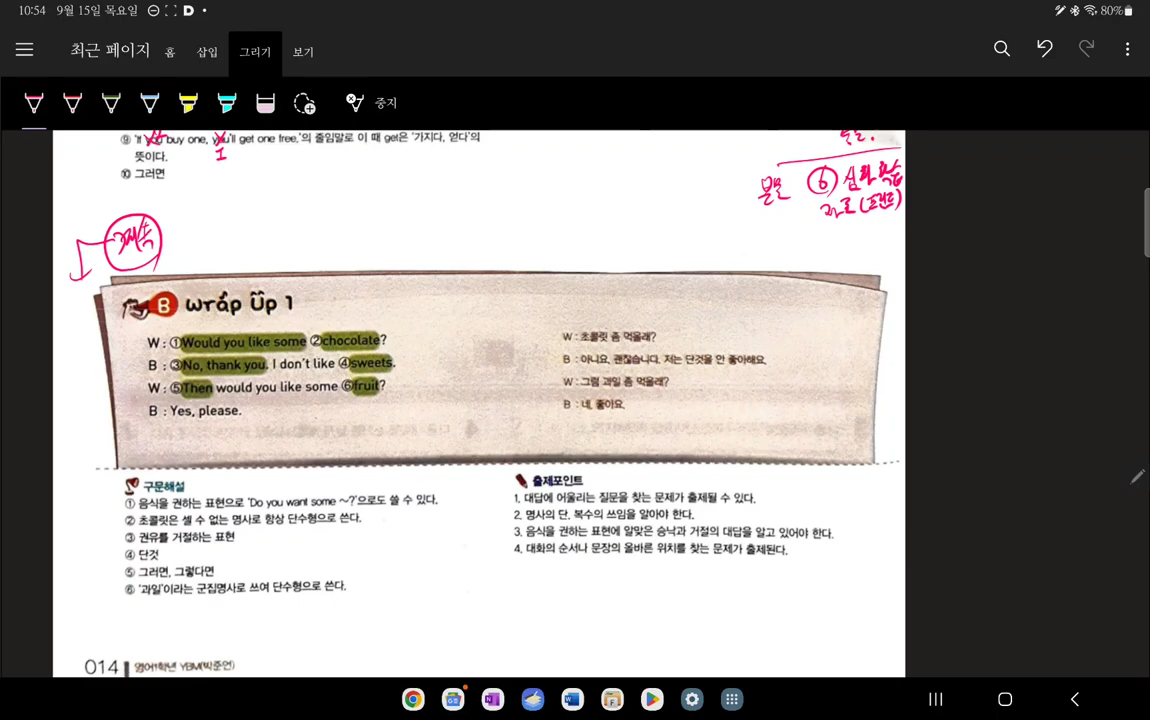 10:54 9월 15일 목요일 D 80%
최근 페이지 홈 삽입 그리기 보기
중지
⑨ 'If you buy one, you'll get one free.'의 줄임말로 이 때 get은 '가지다, 얻다'의
뜻이다.
I
⑩ 그러면
⑥ 심화 학습
B Wrap Up 1
W : ①Would you like some ②chocolate?
B : ③No, thank you. I don't like ④sweets.
W : ⑤Then would you like some ⑥fruit?
B : Yes, please.
W : 초콜릿 좀 먹을래?
B : 아니요, 괜찮습니다. 저는 단것을 안 좋아해요.
W : 그럼 과일 좀 먹을래?
B : 네, 좋아요.
구문해설
① 음식을 권하는 표현으로 'Do you want some ~?'으로도 쓸 수 있다.
② 초콜릿은 셀 수 없는 명사로 항상 단수형으로 쓴다.
③ 권유를 거절하는 표현
④ 단것
⑤ 그러면, 그렇다면
⑥ '과일'이라는 군집명사로 쓰여 단수형으로 쓴다.
출제포인트
1. 대답에 어울리는 질문을 찾는 문제가 출제될 수 있다.
2. 명사의 단, 복수의 쓰임을 알아야 한다.
3. 음식을 권하는 표현에 알맞은 승낙과 거절의 대답을 알고 있어야 한다.
4. 대화의 순서나 문장의 올바른 위치를 찾는 문제가 출제된다.
014 영어1학년 YBM(박준언)